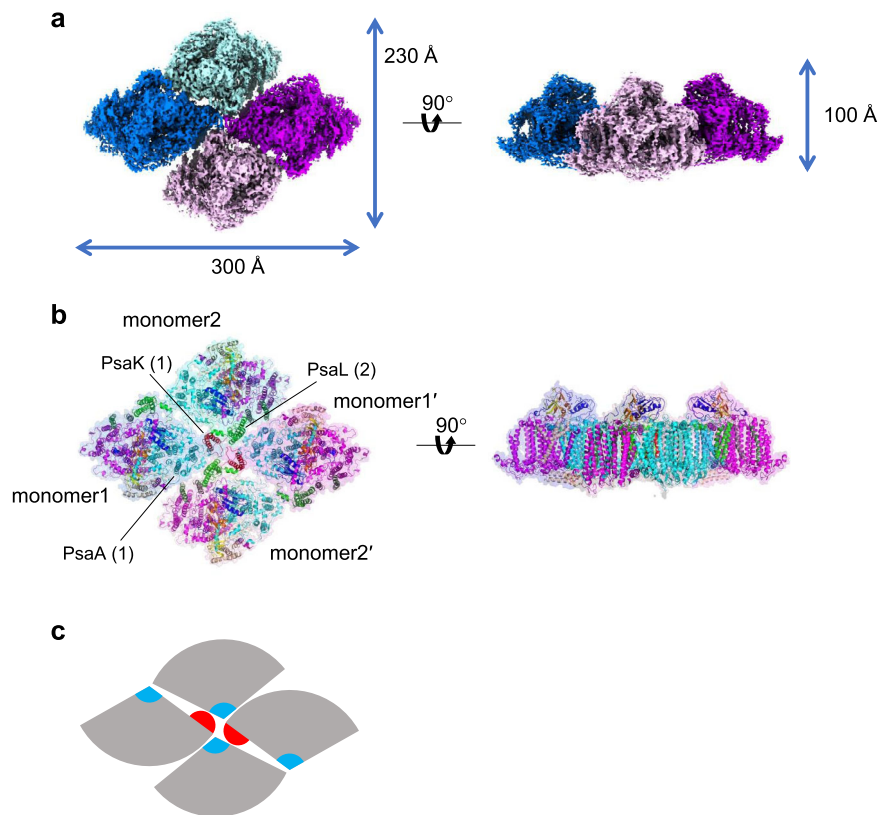 a
230 Å
90°
100 Å
300 Å
b
monomer2
PsaK (1)
PsaL (2)
monomer1′
90°
monomer1
PsaA (1)
monomer2′
c